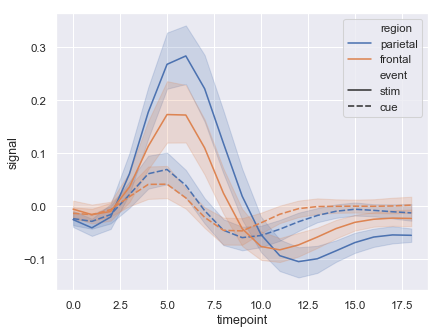 region
parietal
frontal
event
stim
cue
signal
0.3
0.2
0.1
0.0
−0.1
0.0
2.5
5.0
7.5
10.0
12.5
15.0
17.5
timepoint